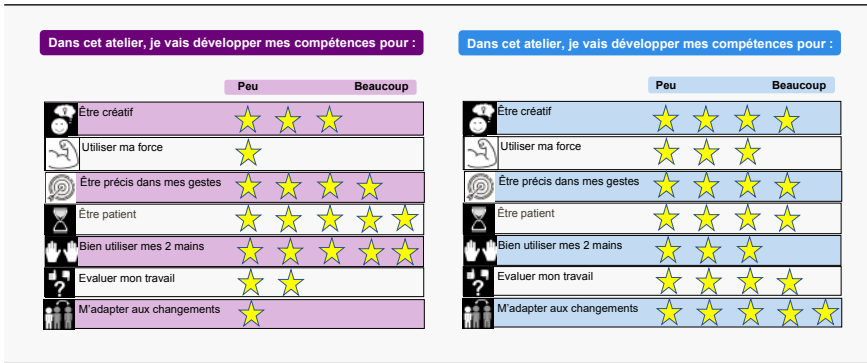 Dans cet atelier, je vais développer mes compétences pour :
Peu Beaucoup
Être créatif
Utiliser ma force
Être précis dans mes gestes
Être patient
Bien utiliser mes 2 mains
Evaluer mon travail
?
M'adapter aux changements
Dans cet atelier, je vais développer mes compétences pour :
Peu Beaucoup
Être créatif
Utiliser ma force
Être précis dans mes gestes
Être patient
Bien utiliser mes 2 mains
Evaluer mon travail
?
M'adapter aux changements